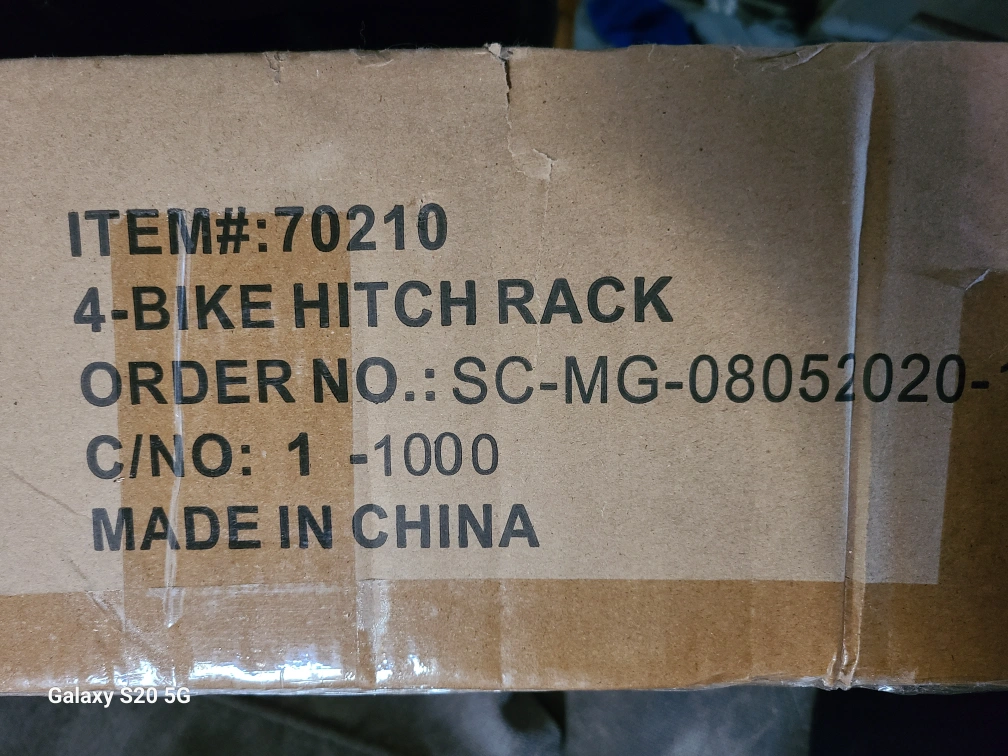 ITEM#:70210
4-BIKE HITCH RACK
ORDER NO.: SC-MG-08052020-1
C/NO: 1 -1000
MADE IN CHINA
Galaxy S20 5G